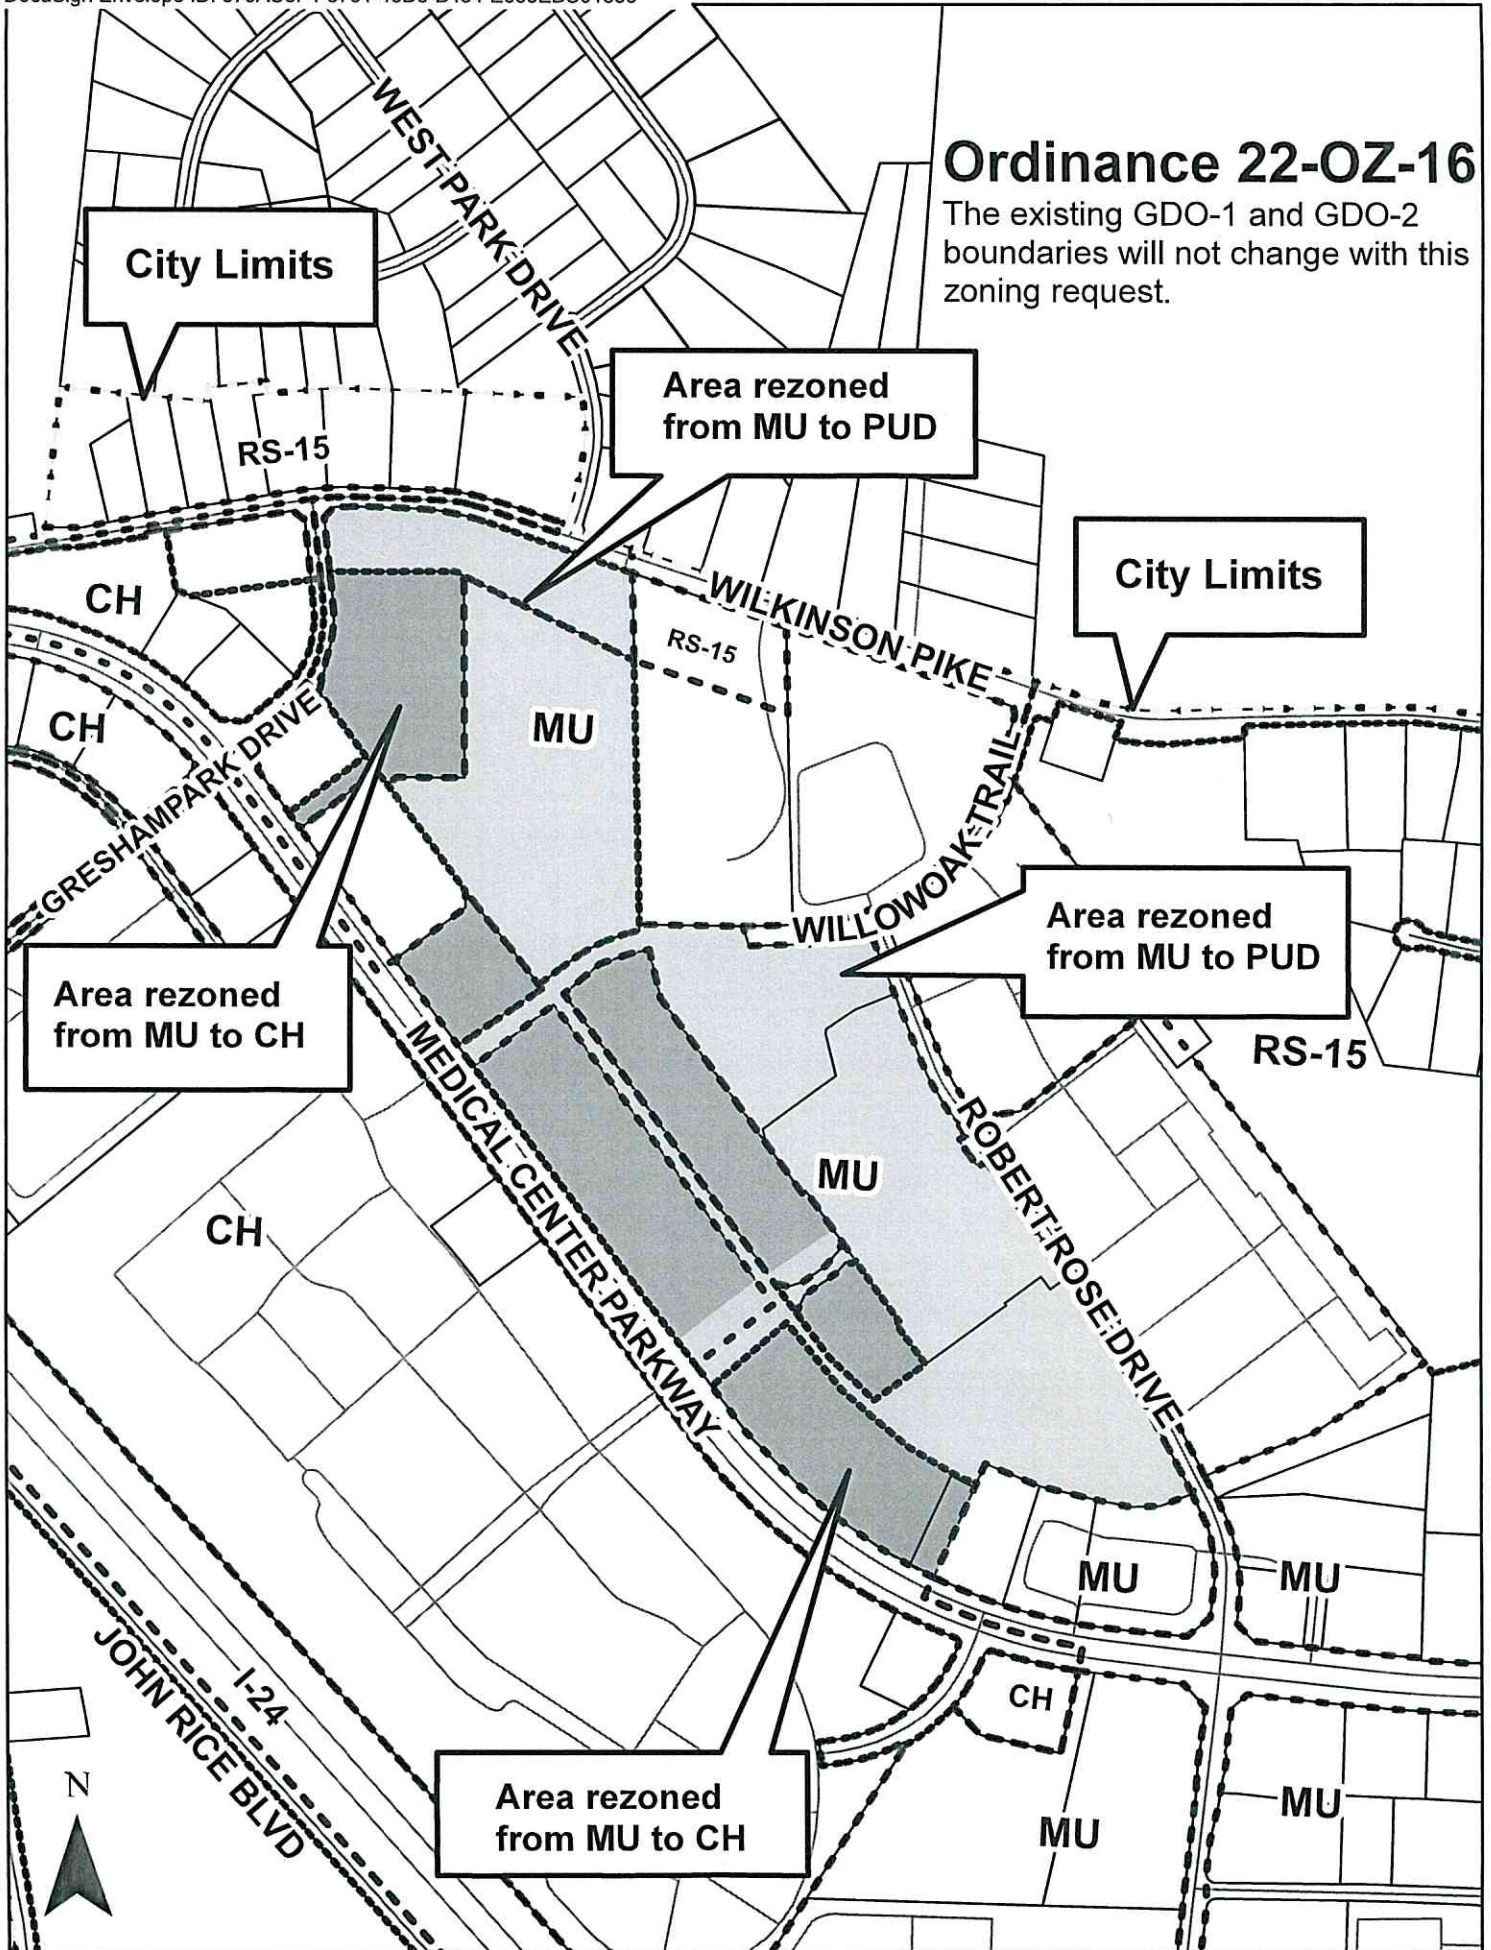 Ordinance 22-OZ-16
The existing GDO-1 and GDO-2
boundaries will not change with this
zoning request.
WEST PARK DRIVE
City Limits
Area rezoned
from MU to PUD
RS-15
City Limits
CH
WILKINSON PIKE
RS-15
CH
MU
GRESHAMPARK DRIVE
WILLOWOAK TRAIL
Area rezoned
from MU to PUD
Area rezoned
from MU to CH
RS-15
MEDICAL CENTER PARKWAY
ROBERT ROSE DRIVE
MU
CH
MU
MU
I-24
JOHN RICE BLVD
CH
N
Area rezoned
from MU to CH
MU
MU